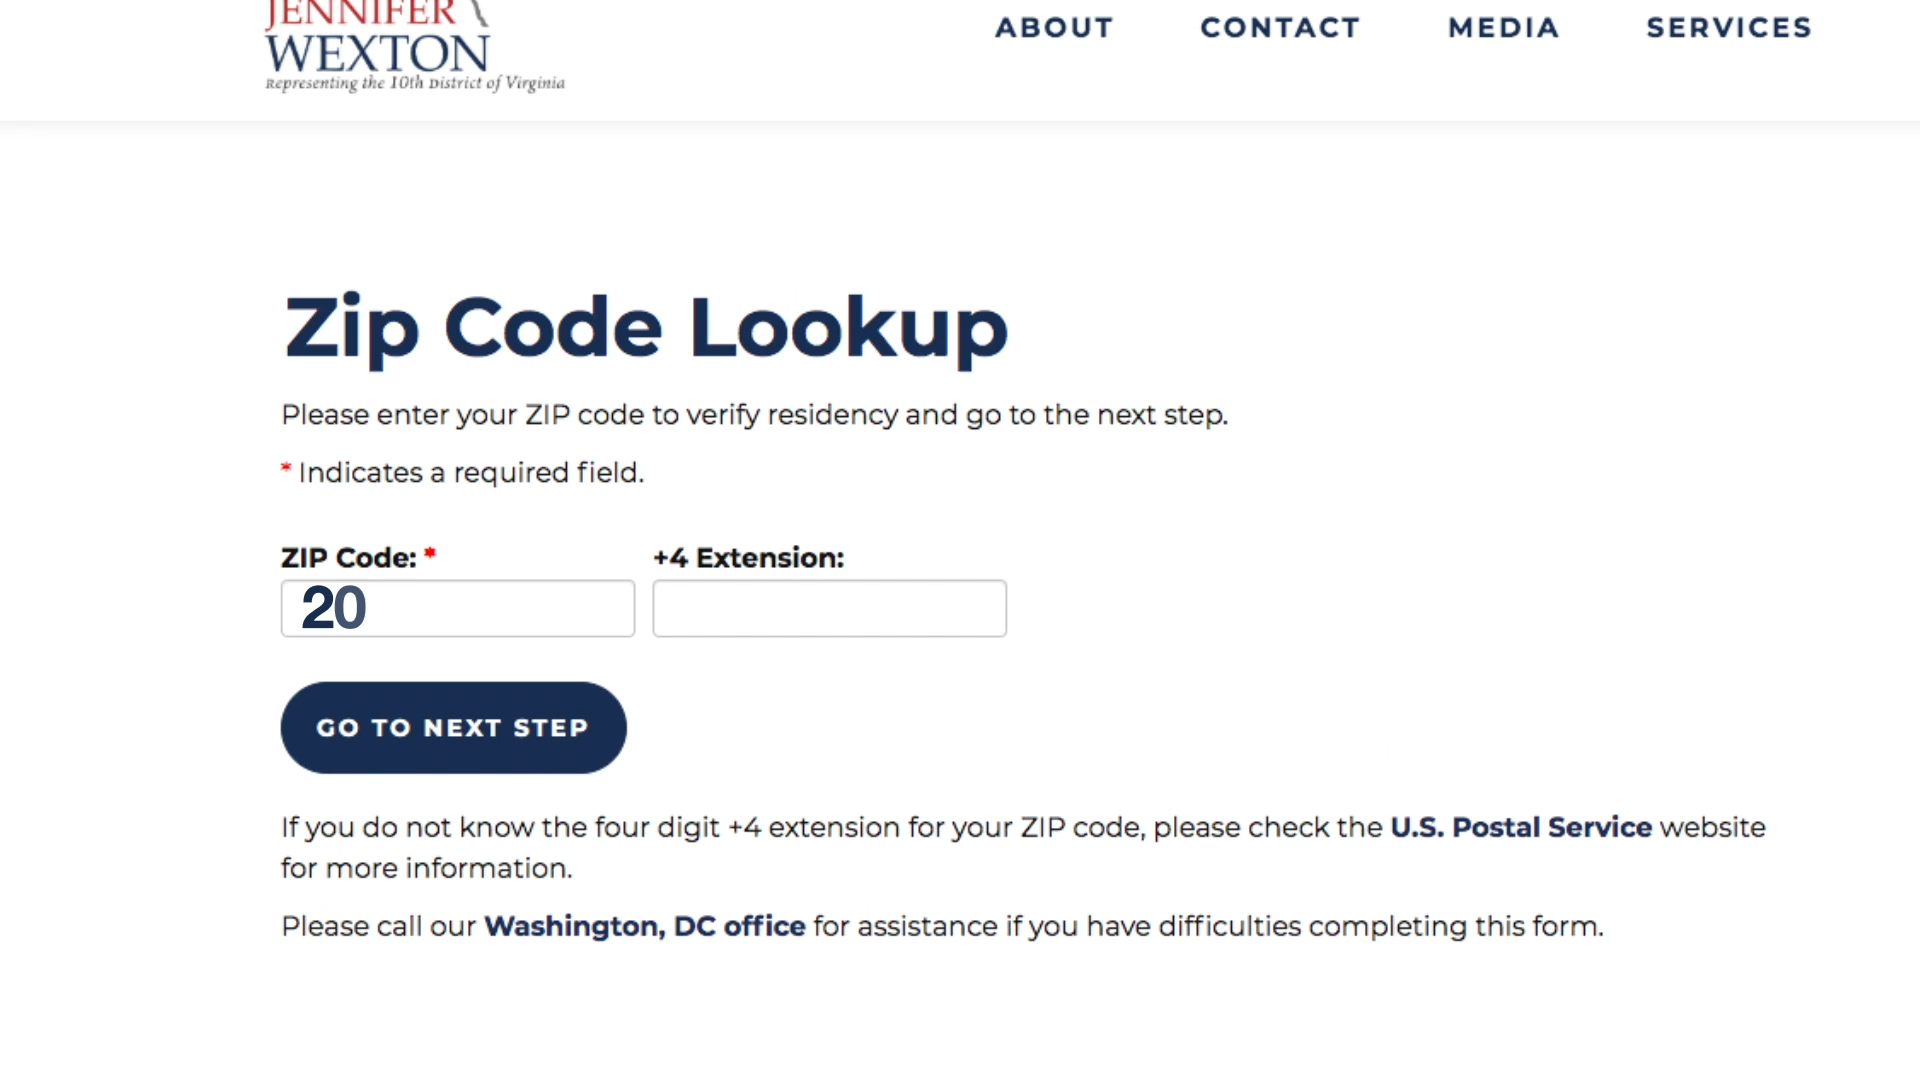 JENNIFER
WEXTON
Representing the 10th District of Virginia
ABOUT CONTACT MEDIA SERVICES
Zip Code Lookup
Please enter your ZIP code to verify residency and go to the next step.
* Indicates a required field.
ZIP Code: * +4 Extension:
20
GO TO NEXT STEP
If you do not know the four digit +4 extension for your ZIP code, please check the U.S. Postal Service website
for more information.
Please call our Washington, DC office for assistance if you have difficulties completing this form.